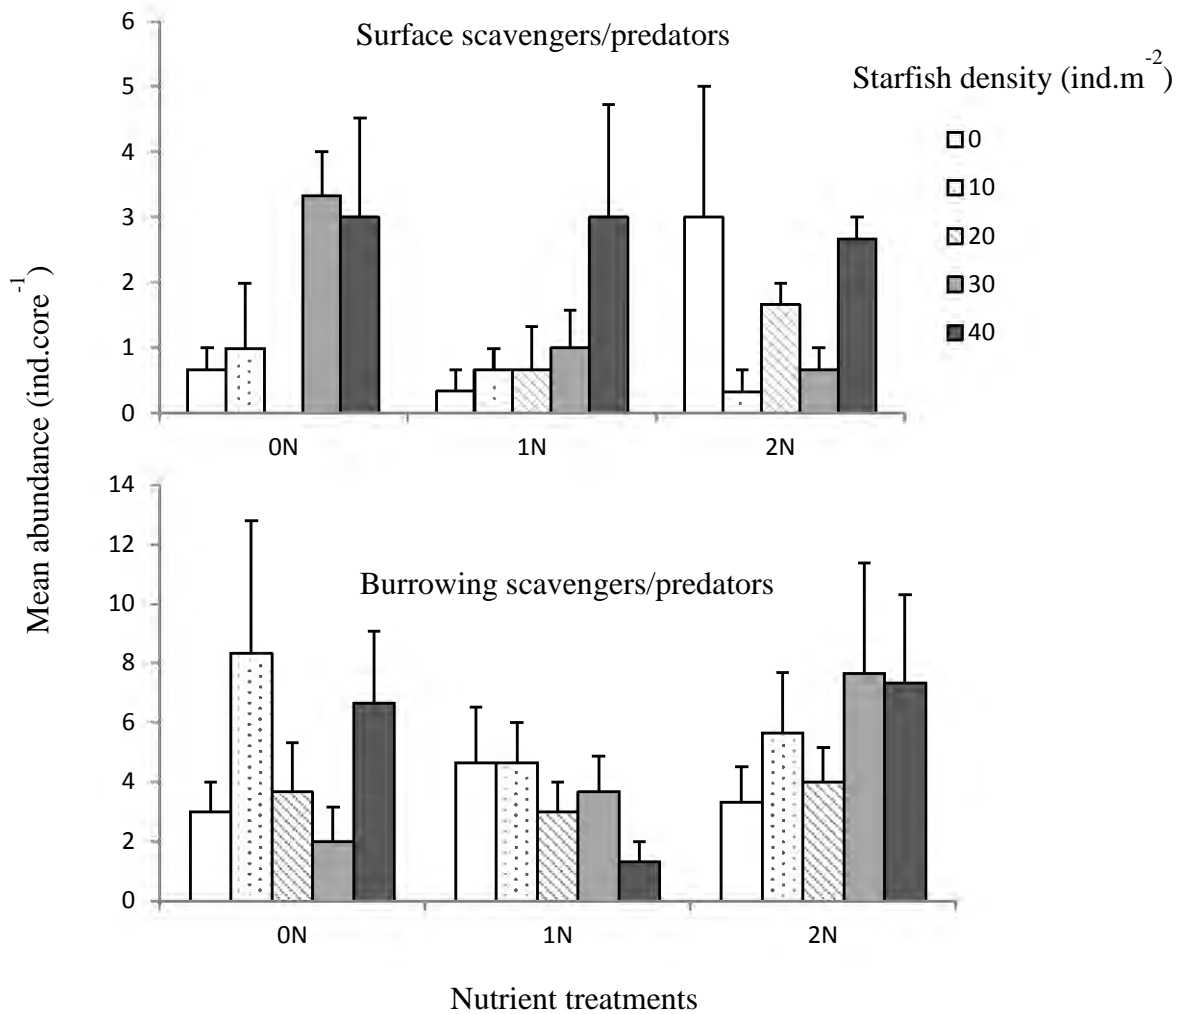 Surface scavengers/predators
Starfish density (ind.m-2)
0
10
20
30
40
6
5
4
3
2
1
0
0N 1N 2N
Mean abundance (ind.core-1)
Burrowing scavengers/predators
14
12
10
8
6
4
2
0
0N 1N 2N
Nutrient treatments